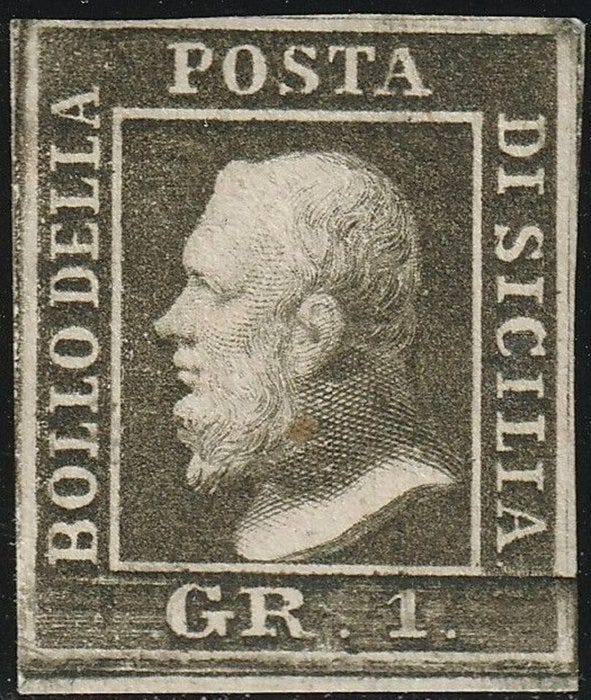 BOLLO DELLA
POSTA
DI SICILIA
GR. 1.